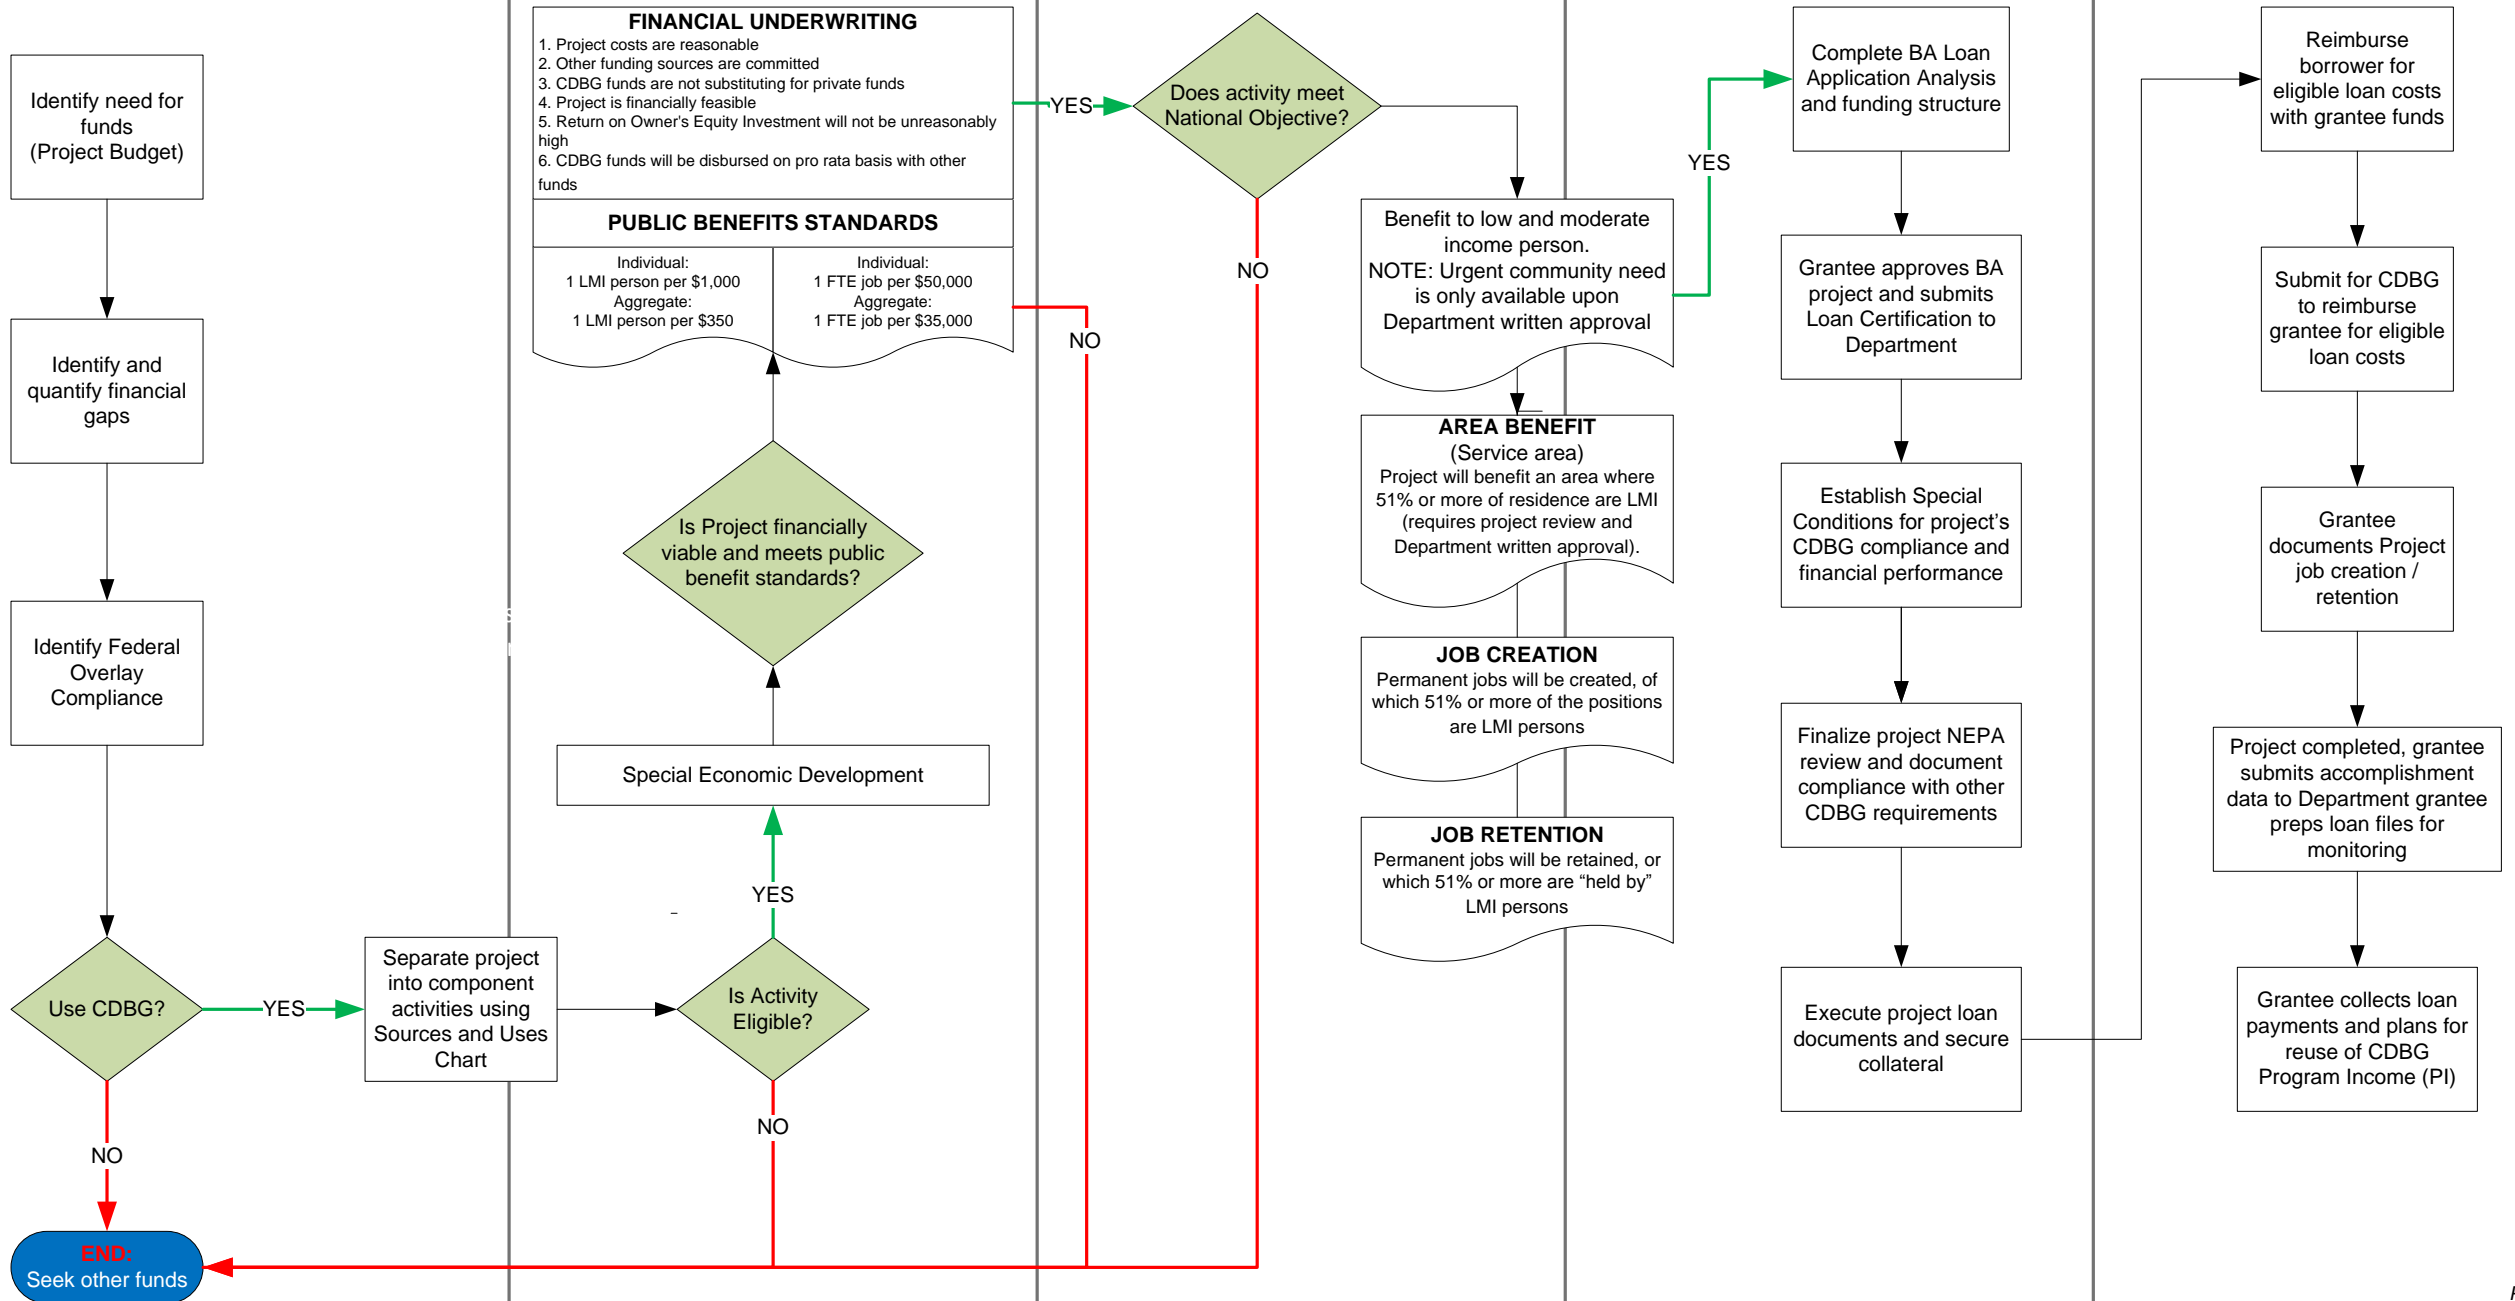 Identify need for
funds
(Project Budget)
Identify and
quantify financial
gaps
Identify Federal
Overlay
Compliance
Use CDBG?
YES
NO
END:
Seek other funds
Separate project
into component
activities using
Sources and Uses
Chart
Is Activity
Eligible?
YES
NO
Special Economic Development
Is Project financially
viable and meets public
benefit standards?
FINANCIAL UNDERWRITING
1. Project costs are reasonable
2. Other funding sources are committed
3. CDBG funds are not substituting for private funds
4. Project is financially feasible
5. Return on Owner's Equity Investment will not be unreasonably
high
6. CDBG funds will be disbursed on pro rata basis with other
funds
PUBLIC BENEFITS STANDARDS
Individual:
1 LMI person per $1,000
Aggregate:
1 LMI person per $350
Individual:
1 FTE job per $50,000
Aggregate:
1 FTE job per $35,000
YES
NO
Does activity meet
National Objective?
NO
Benefit to low and moderate
income person.
NOTE: Urgent community need
is only available upon
Department written approval
AREA BENEFIT
(Service area)
Project will benefit an area where
51% or more of residence are LMI
(requires project review and
Department written approval).
JOB CREATION
Permanent jobs will be created, of
which 51% or more of the positions
are LMI persons
JOB RETENTION
Permanent jobs will be retained, or
which 51% or more are “held by”
LMI persons
YES
Complete BA Loan
Application Analysis
and funding structure
Grantee approves BA
project and submits
Loan Certification to
Department
Establish Special
Conditions for project’s
CDBG compliance and
financial performance
Finalize project NEPA
review and document
compliance with other
CDBG requirements
Execute project loan
documents and secure
collateral
Reimburse
borrower for
eligible loan costs
with grantee funds
Submit for CDBG
to reimburse
grantee for eligible
loan costs
Grantee
documents Project
job creation /
retention
Project completed, grantee
submits accomplishment
data to Department grantee
preps loan files for
monitoring
Grantee collects loan
payments and plans for
reuse of CDBG
Program Income (PI)